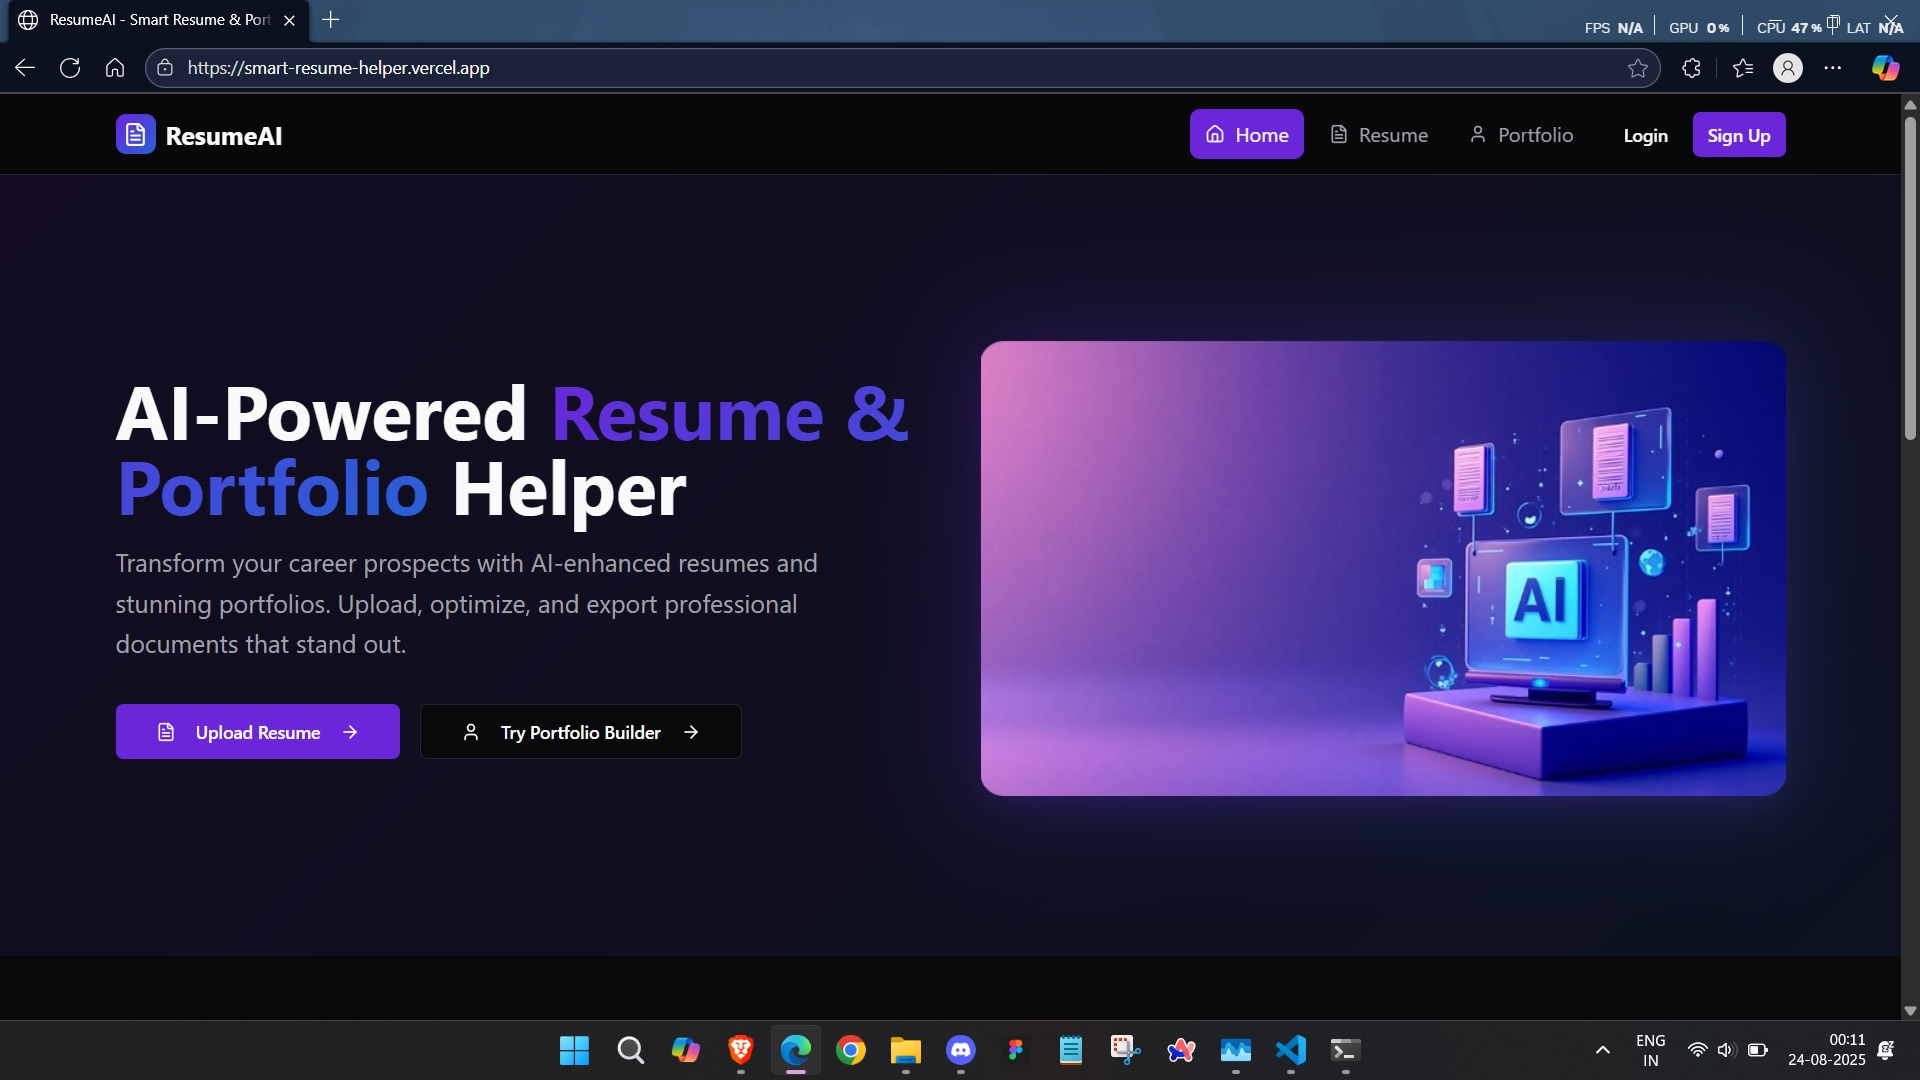 ResumeAI - Smart Resume & Port
FPS N/A GPU 0% CPU 47% LAT N/A
https://smart-resume-helper.vercel.app
ResumeAI
Home
Resume
Portfolio
Login
Sign Up
AI-Powered Resume &
Portfolio Helper
Transform your career prospects with AI-enhanced resumes and
stunning portfolios. Upload, optimize, and export professional
documents that stand out.
Upload Resume
Try Portfolio Builder
AI
ENG
IN
00:11
24-08-2025